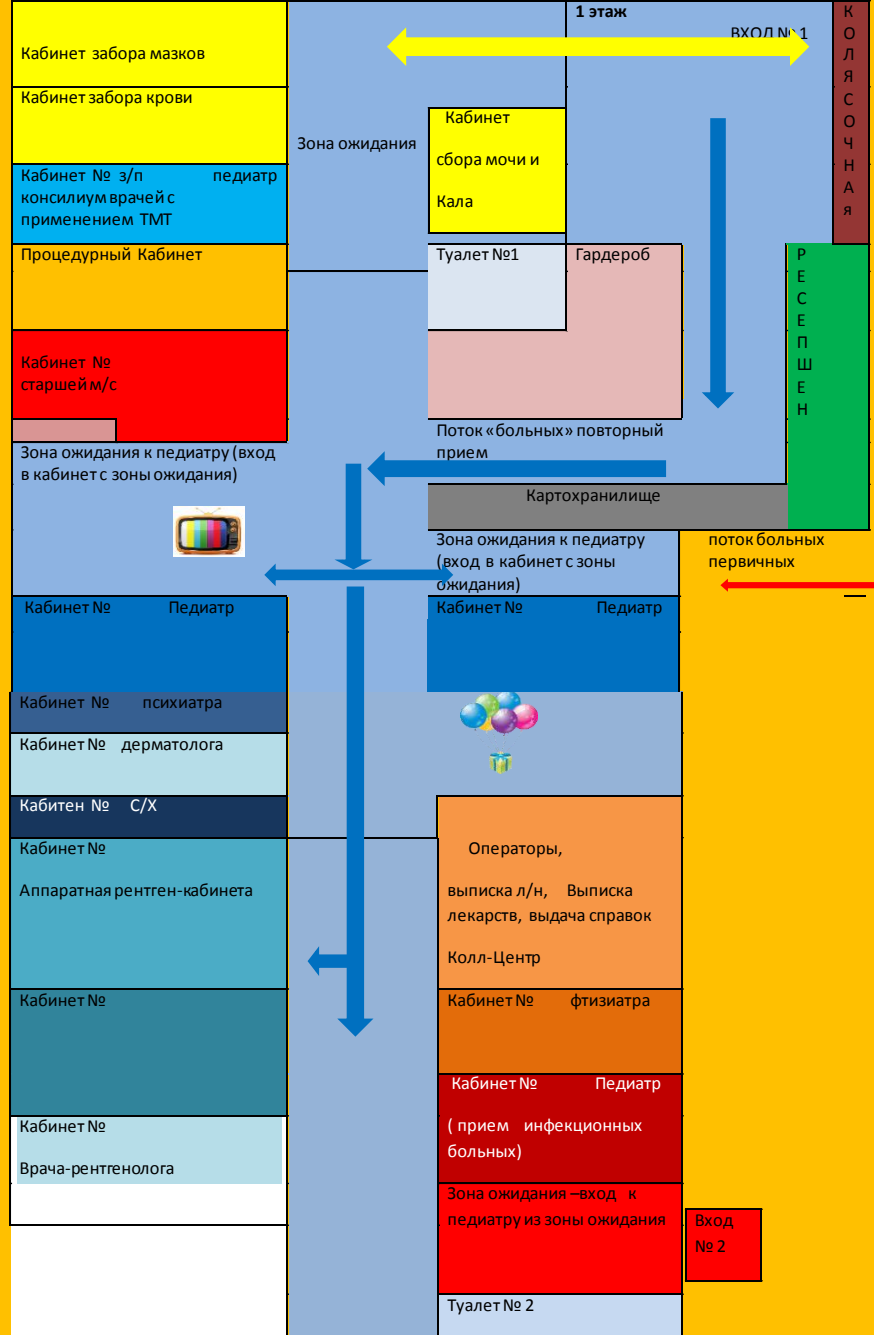 1 этаж
ВХОД № 1
КОЛЯСОЧНАя
Кабинет забора мазков
Кабинет забора крови
Зона ожидания
Кабинет
сбора мочи и
Кала
Кабинет № з/п педиатр
консилиум врачей с
применением ТМТ
Процедурный Кабинет
Туалет №1
Гардероб
РЕСЕПШЕН
Кабинет №
старшей м/с
Поток «больных» повторный
прием
Зона ожидания к педиатру (вход
в кабинет с зоны ожидания)
Картохранилище
Зона ожидания к педиатру
(вход в кабинет с зоны
ожидания)
поток больных
первичных
Кабинет № Педиатр
Кабинет № Педиатр
Кабинет № психиатра
Кабинет № дерматолога
Кабитен № С/Х
Кабинет №
Аппаратная рентген-кабинета
Операторы,
выписка л/н, Выписка
лекарств, выдача справок
Колл-Центр
Кабинет №
Кабинет № фтизиатра
Кабинет № Педиатр
( прием инфекционных
больных)
Кабинет №
Врача-рентгенолога
Зона ожидания –вход к
педиатру из зоны ожидания
Вход
№ 2
Туалет № 2